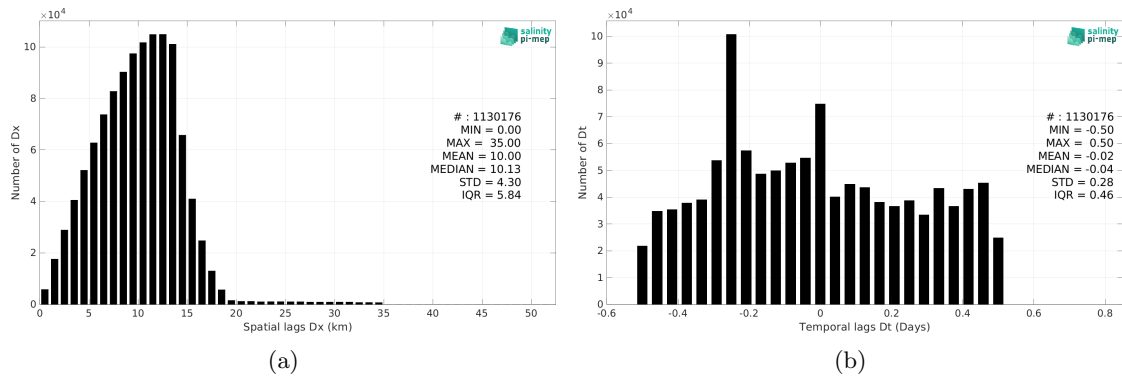 ×10⁴
salinity
pi-mep
10
8
6
4
2
0
Number of Dx
# : 1130176
MIN = 0.00
MAX = 35.00
MEAN = 10.00
MEDIAN = 10.13
STD = 4.30
IQR = 5.84
0 5 10 15 20 25 30 35 40 45 50
Spatial lags Dx (km)
(a)
×10⁴
salinity
pi-mep
10
9
8
7
6
5
4
3
2
1
0
Number of Dt
# : 1130176
MIN = -0.50
MAX = 0.50
MEAN = -0.02
MEDIAN = -0.04
STD = 0.28
IQR = 0.46
-0.6 -0.4 -0.2 0 0.2 0.4 0.6 0.8
Temporal lags Dt (Days)
(b)